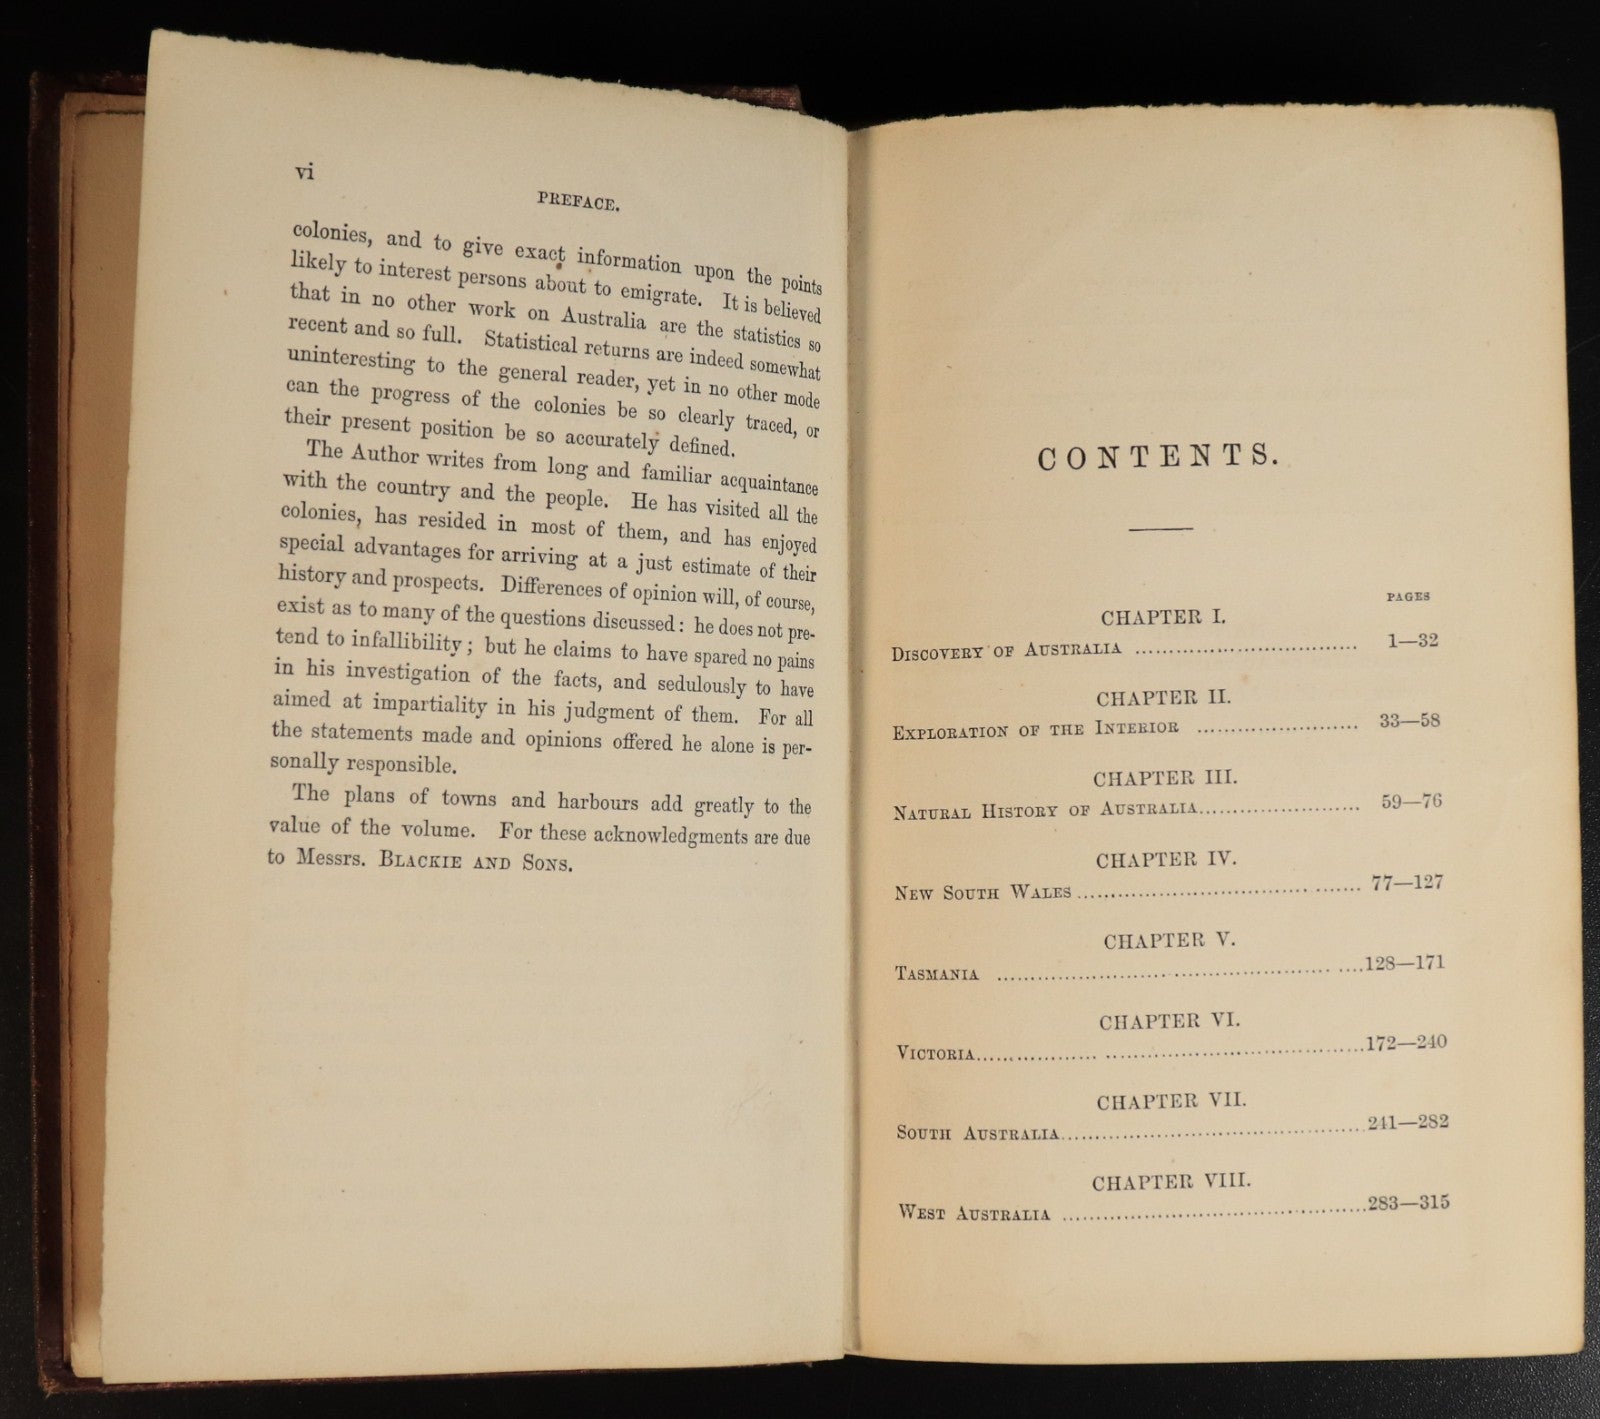 vi
PREFACE.
colonies, and to give exact information upon the points
likely to interest persons about to emigrate. It is believed
that in no other work on Australia are the statistics so
recent and so full. Statistical returns are indeed somewhat
uninteresting to the general reader, yet in no other mode
can the progress of the colonies be so clearly traced, or
their present position be so accurately defined.
The Author writes from long and familiar acquaintance
with the country and the people. He has visited all the
colonies, has resided in most of them, and has enjoyed
special advantages for arriving at a just estimate of their
history and prospects. Differences of opinion will, of course,
exist as to many of the questions discussed: he does not pre-
tend to infallibility; but he claims to have spared no pains
in his investigation of the facts, and sedulously to have
aimed at impartiality in his judgment of them. For all
the statements made and opinions offered he alone is per-
sonally responsible.
The plans of towns and harbours add greatly to the
value of the volume. For these acknowledgments are due
to Messrs. BLACKIE AND SONS.
CONTENTS.
PAGES
CHAPTER I.
DISCOVERY OF AUSTRALIA ................................. 1—32
CHAPTER II.
EXPLORATION OF THE INTERIOR ........................ 33—58
CHAPTER III.
NATURAL HISTORY OF AUSTRALIA........................ 59—76
CHAPTER IV.
NEW SOUTH WALES ........................................ 77—127
CHAPTER V.
TASMANIA ......................................................128—171
CHAPTER VI.
VICTORIA..........................................................172—240
CHAPTER VII.
SOUTH AUSTRALIA.............................................241—282
CHAPTER VIII.
WEST AUSTRALIA .............................................283—315